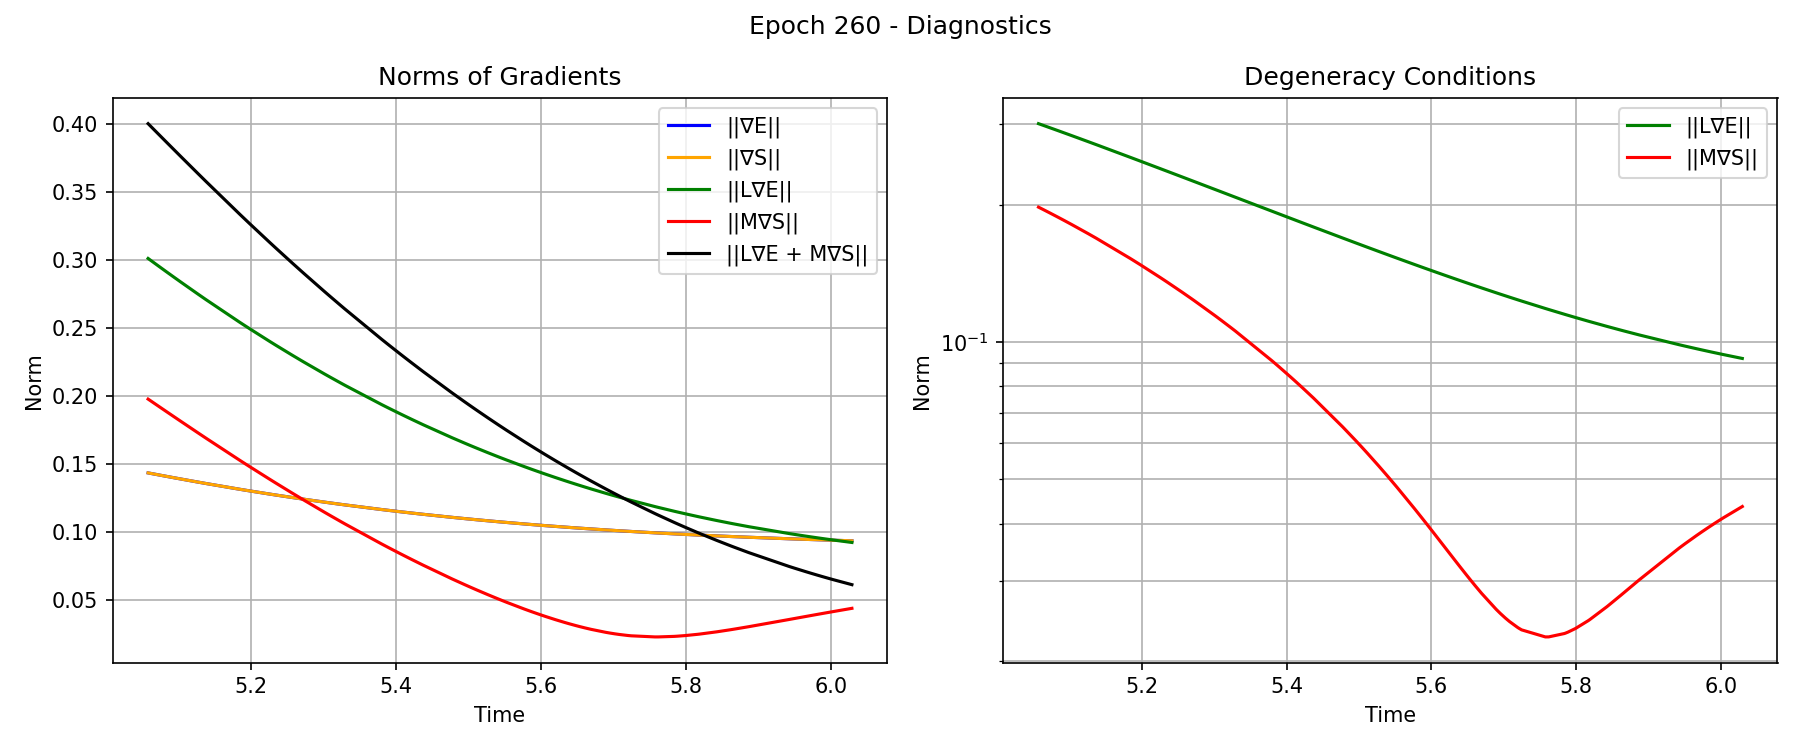 Epoch 260 - Diagnostics
Norms of Gradients
Norm
0.40
0.35
0.30
0.25
0.20
0.15
0.10
0.05
||∇E||
||∇S||
||L∇E||
||M∇S||
||L∇E + M∇S||
5.2
5.4
5.6
5.8
6.0
Time
Degeneracy Conditions
Norm
10⁻¹
||L∇E||
||M∇S||
5.2
5.4
5.6
5.8
6.0
Time